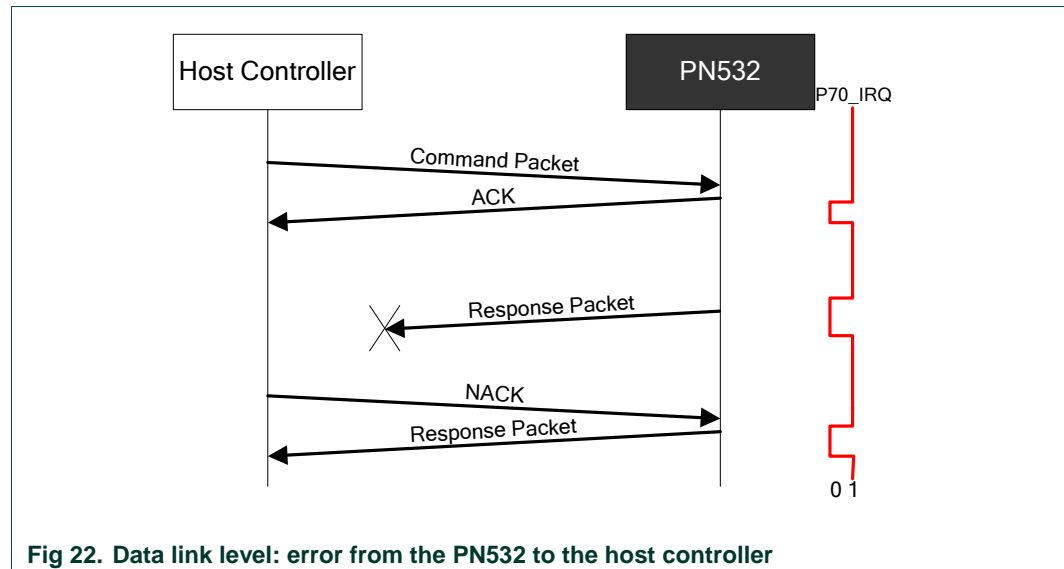 Host Controller
PN532
P70_IRQ
Command Packet
ACK
Response Packet
NACK
Response Packet
0 1
Fig 22. Data link level: error from the PN532 to the host controller